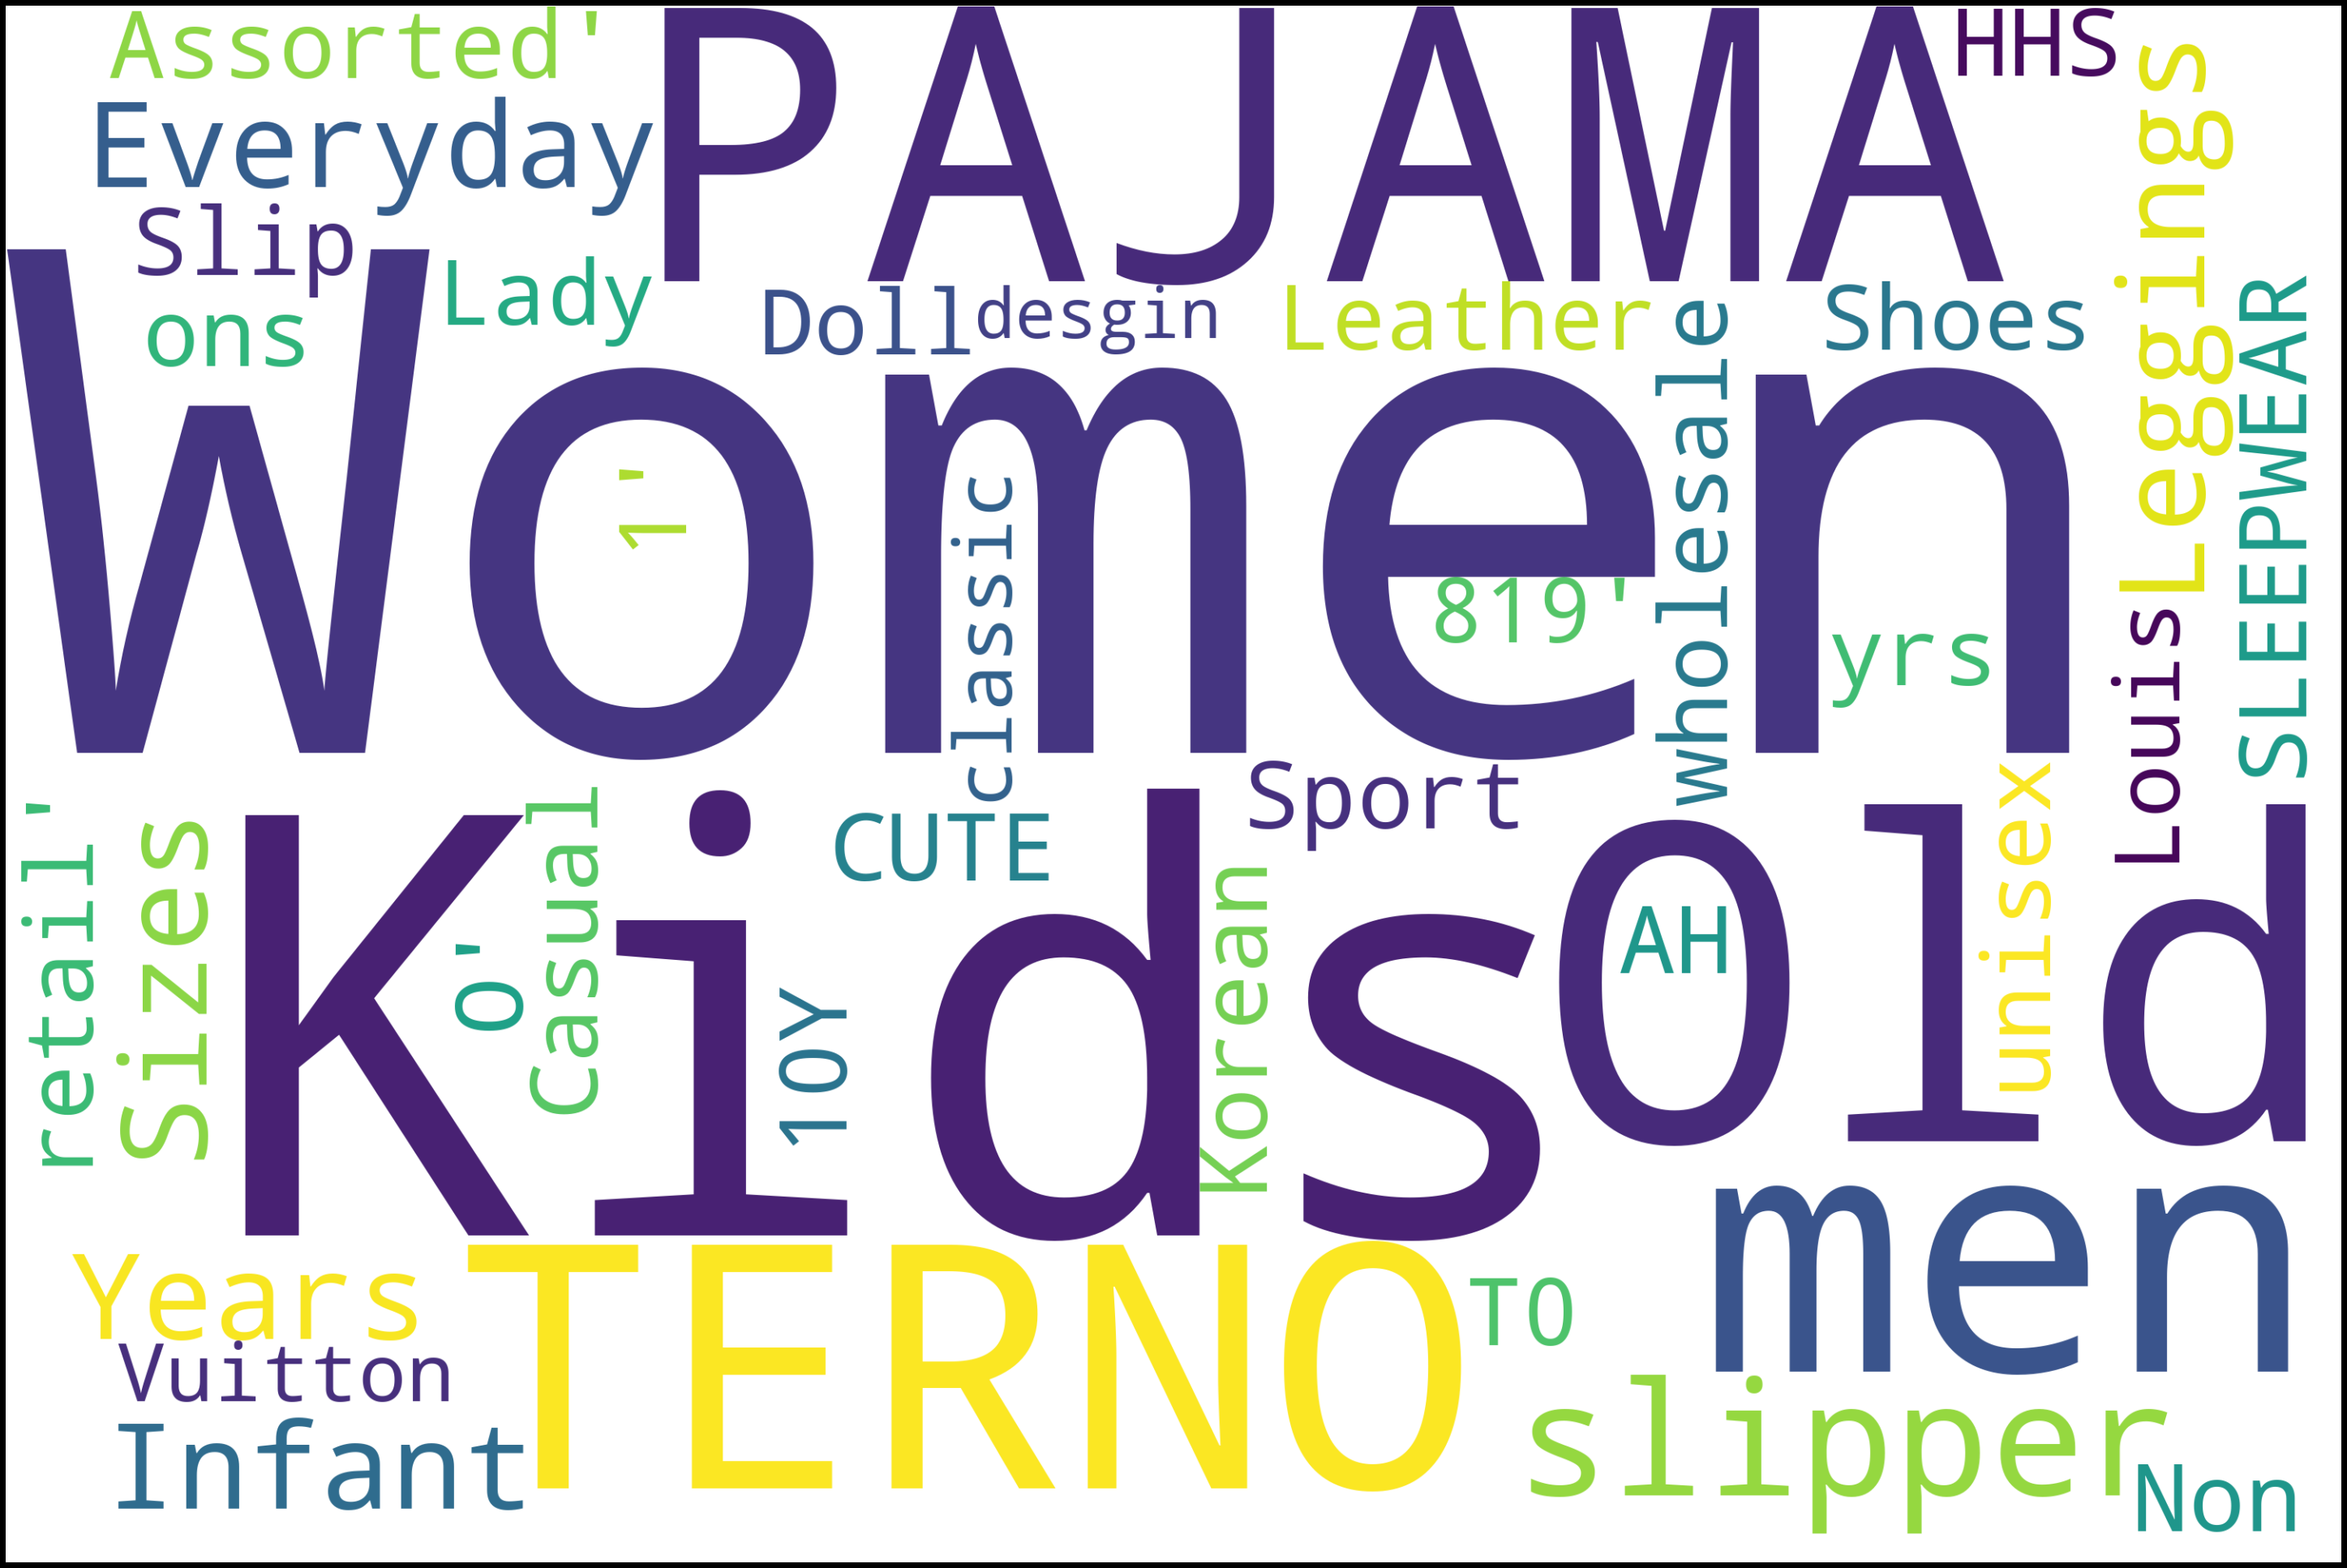 Assorted'
PAJAMA
HHS
Everyday
Slip
Lady
ons
Doll
desgin
Leather
Shoes
Leggings
SLEEPWEAR
Women
1'
classic
819'
wholesale
yrs
Louis
retail'
Sizes
Kids
casual
0'
10Y
CUTE
Sport
Korean
Old
AH
unisex
Years
TERNO
TO
men
Vuitton
Infant
slipper
Non